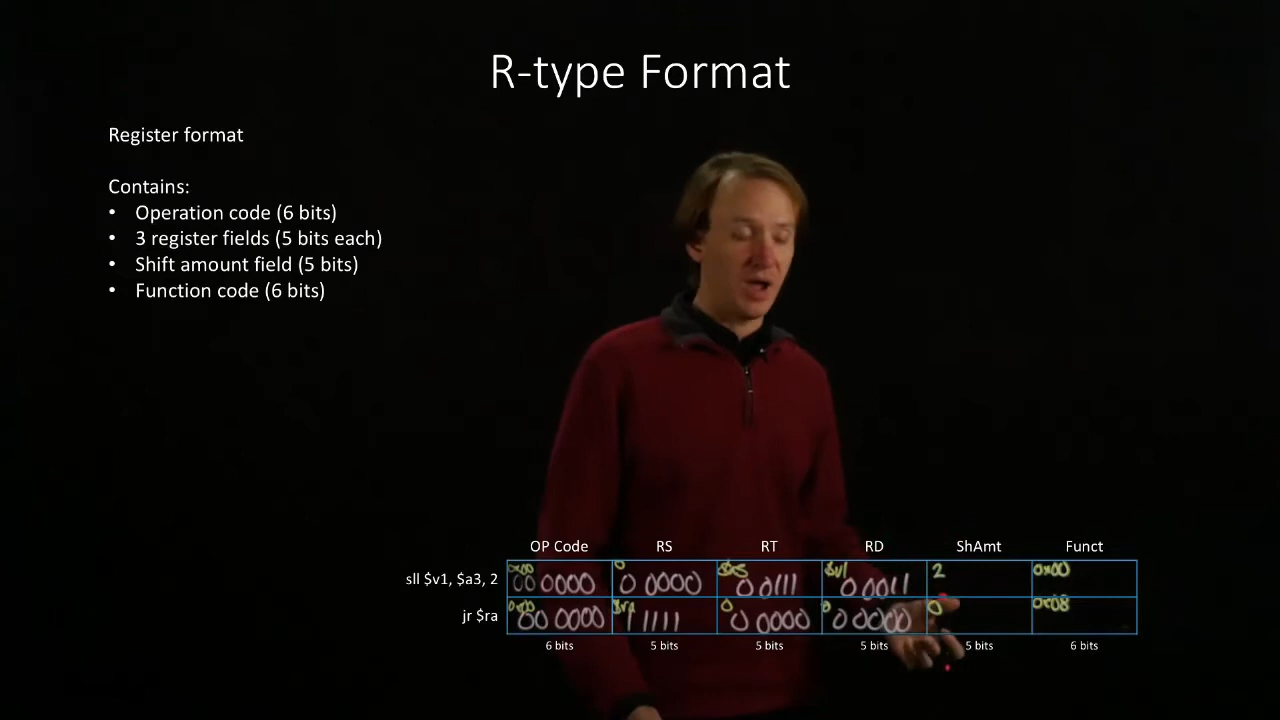 R-type Format
Register format
Contains:
• Operation code (6 bits)
• 3 register fields (5 bits each)
• Shift amount field (5 bits)
• Function code (6 bits)
OP Code RS RT RD ShAmt Funct
sll $v1, $a3, 2 0x00 00 0000 0 0 0000 0 0111 $v1 0 0011 2 0x00
jr $ra 0x00 00 0000 $ra 1 1111 0 0 0000 0 0 0000 0 0x08
6 bits 5 bits 5 bits 5 bits 5 bits 6 bits